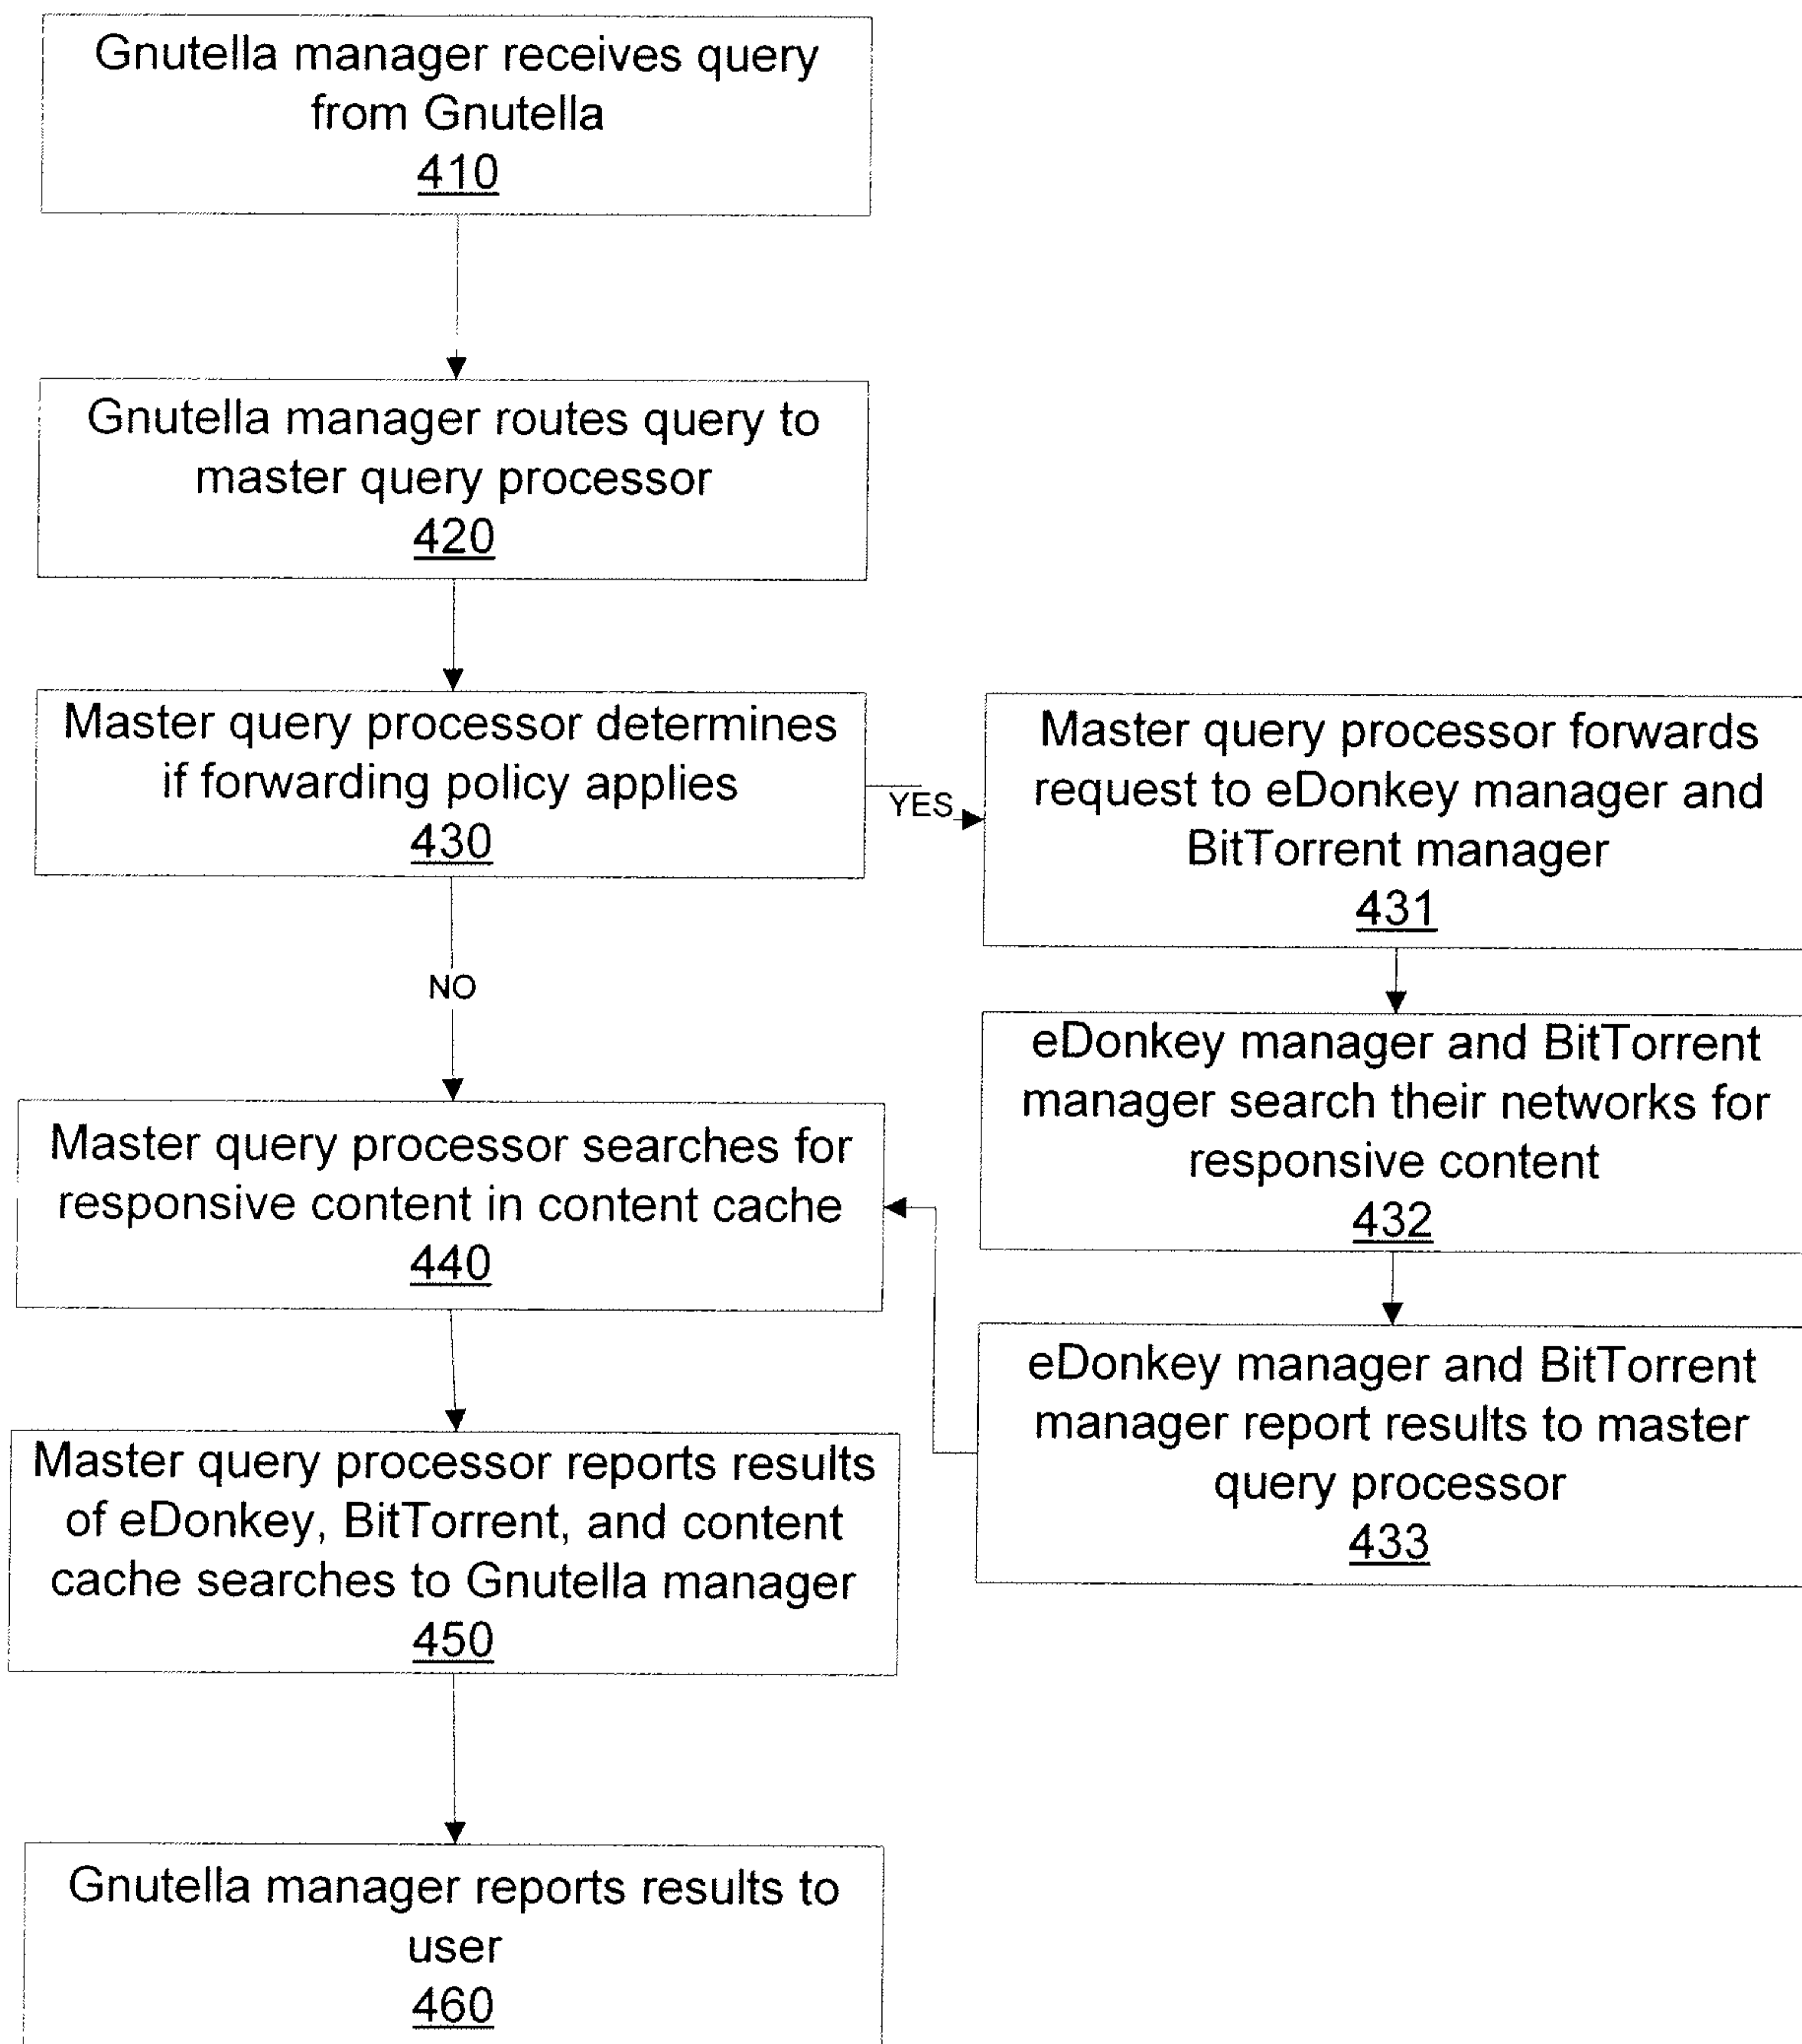 Gnutella manager receives query
from Gnutella
410
Gnutella manager routes query to
master query processor
420
Master query processor determines
if forwarding policy applies
430
YES
Master query processor forwards
request to eDonkey manager and
BitTorrent manager
431
eDonkey manager and BitTorrent
manager search their networks for
responsive content
432
eDonkey manager and BitTorrent
manager report results to master
query processor
433
NO
Master query processor searches for
responsive content in content cache
440
Master query processor reports results
of eDonkey, BitTorrent, and content
cache searches to Gnutella manager
450
Gnutella manager reports results to
user
460